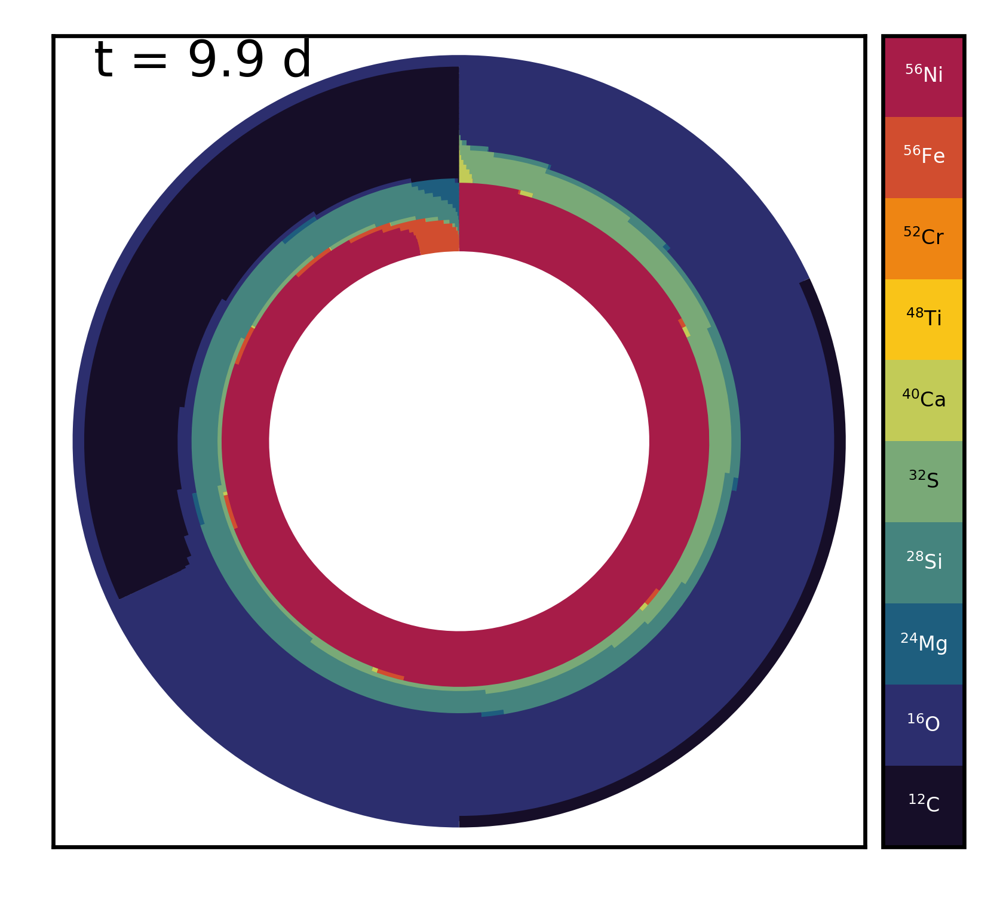 t = 9.9 d
⁵⁶Ni
⁵⁶Fe
⁵²Cr
⁴⁸Ti
⁴⁰Ca
³²S
²⁸Si
²⁴Mg
¹⁶O
¹²C